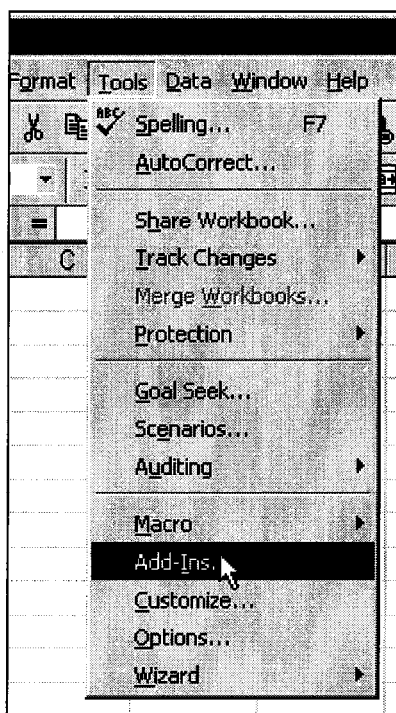 Format Tools Data Window Help
ABC Spelling... F7
AutoCorrect...
=
Share Workbook...
C
Track Changes
Merge Workbooks...
Protection
Goal Seek...
Scenarios...
Auditing
Macro
Add-Ins.
Customize...
Options...
Wizard